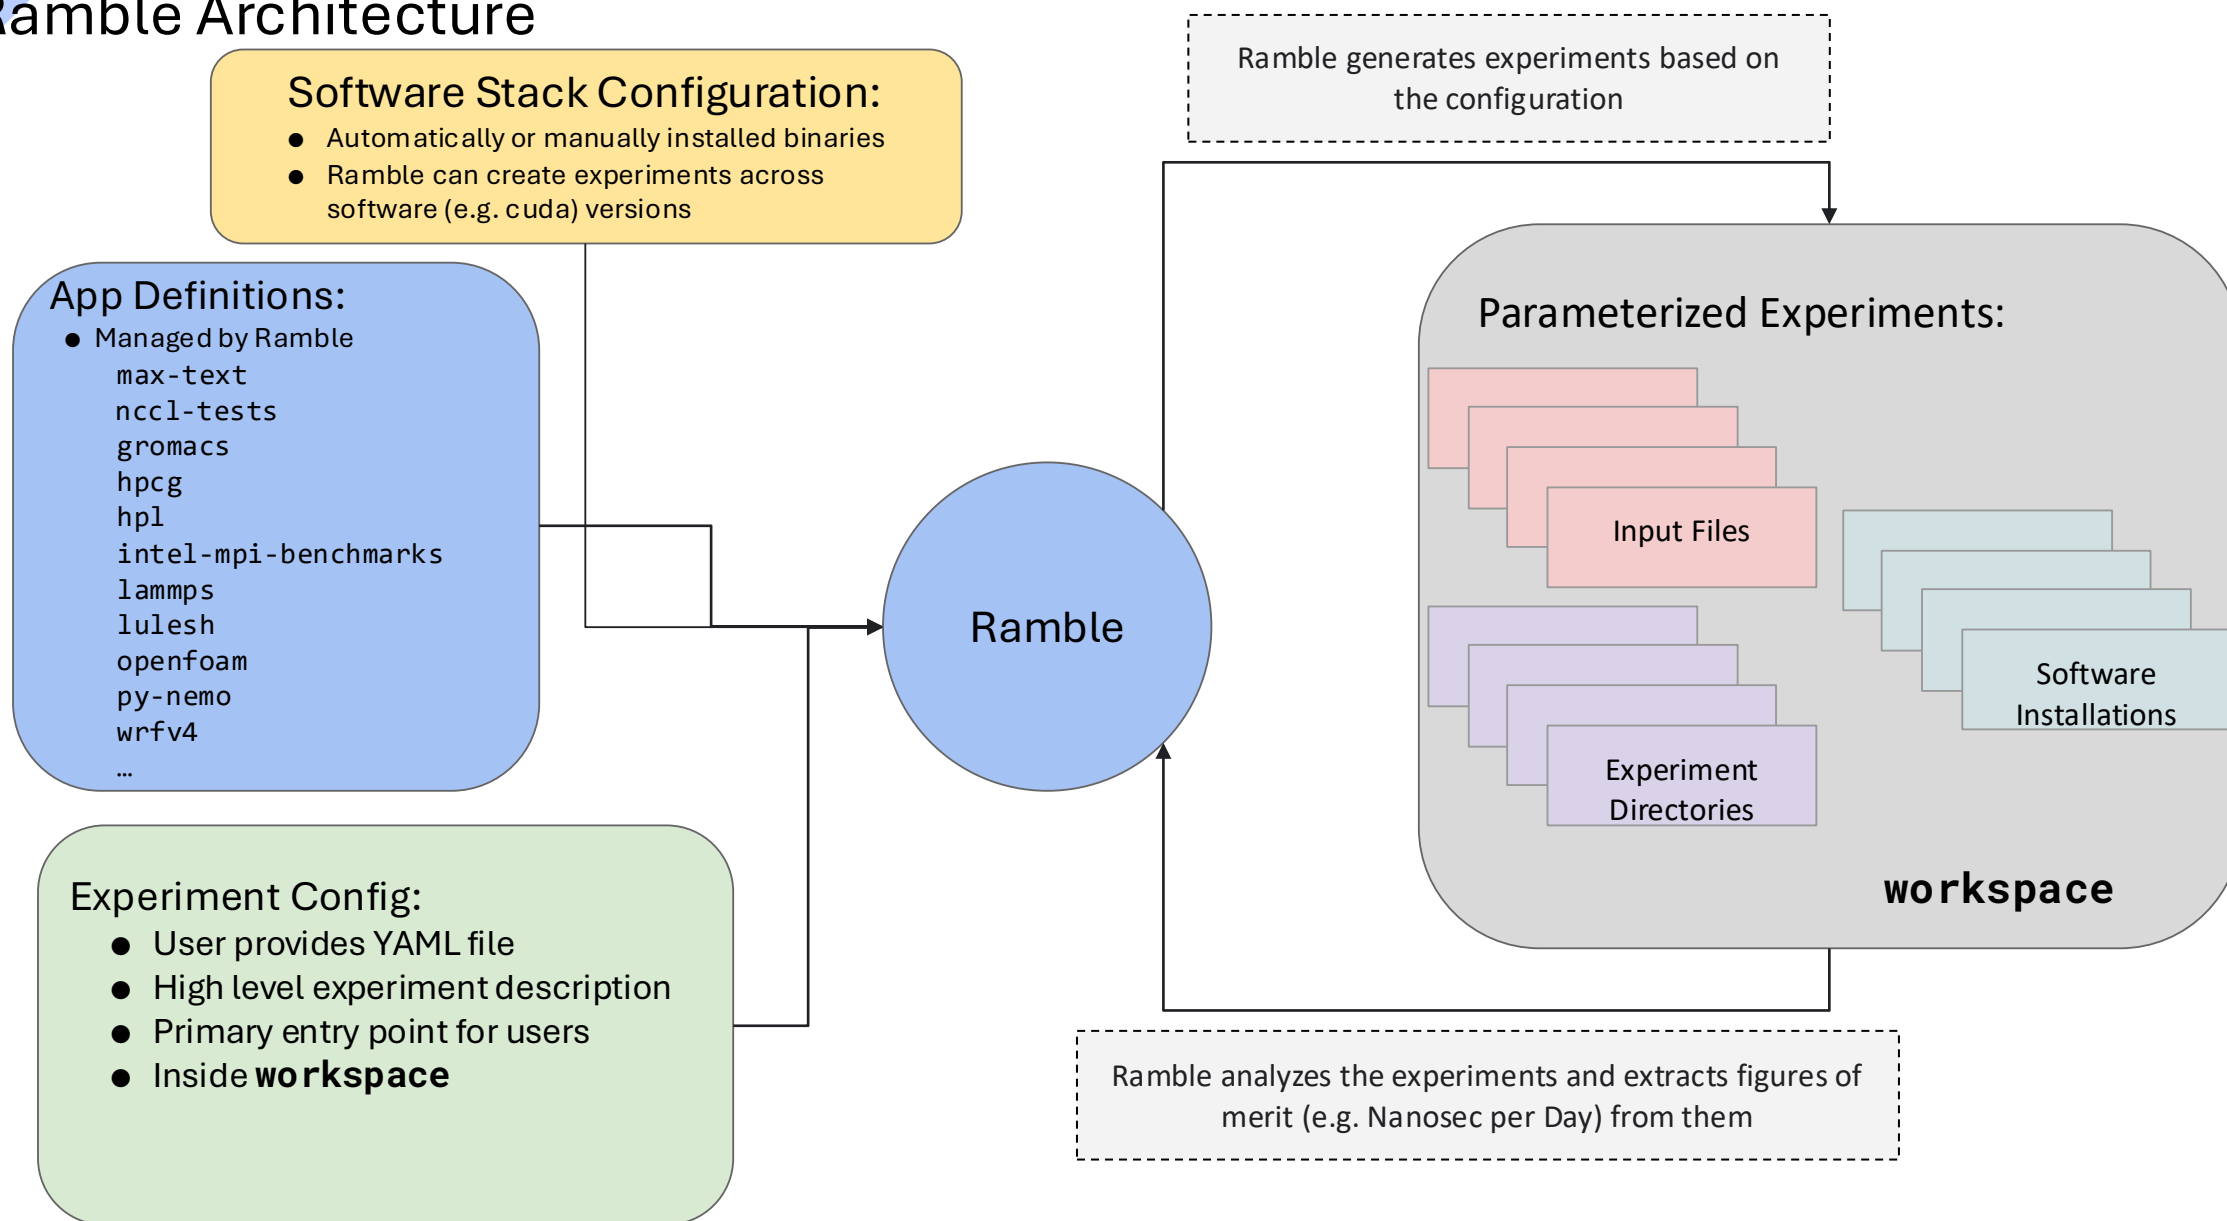 Ramble Architecture
Software Stack Configuration:
● Automatically or manually installed binaries
● Ramble can create experiments across
software (e.g. cuda) versions
App Definitions:
● Managed by Ramble
max-text
nccl-tests
gromacs
hpcg
hpl
intel-mpi-benchmarks
lammps
lulesh
openfoam
py-nemo
wrfv4
…
Experiment Config:
● User provides YAML file
● High level experiment description
● Primary entry point for users
● Inside workspace
Ramble
Ramble generates experiments based on
the configuration
Parameterized Experiments:
Input Files
Software
Installations
Experiment
Directories
workspace
Ramble analyzes the experiments and extracts figures of
merit (e.g. Nanosec per Day) from them